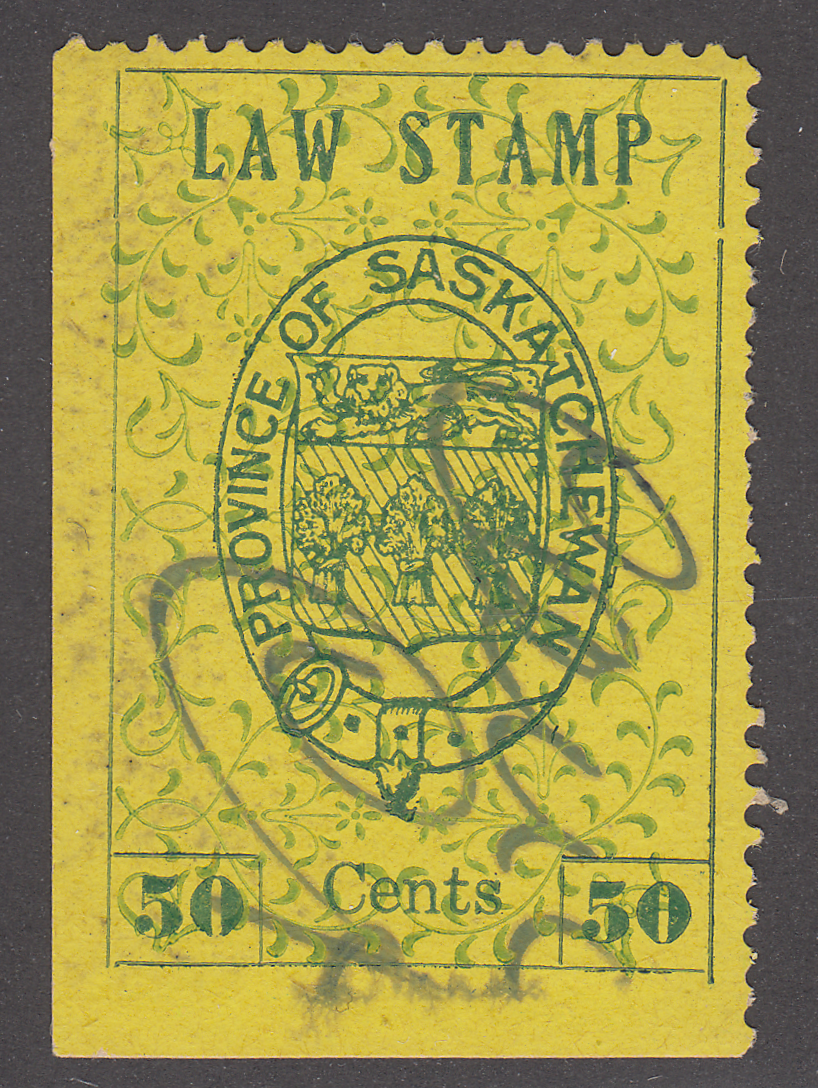 LAW STAMP
PROVINCE OF SASKATCHEWAN
50 Cents 50